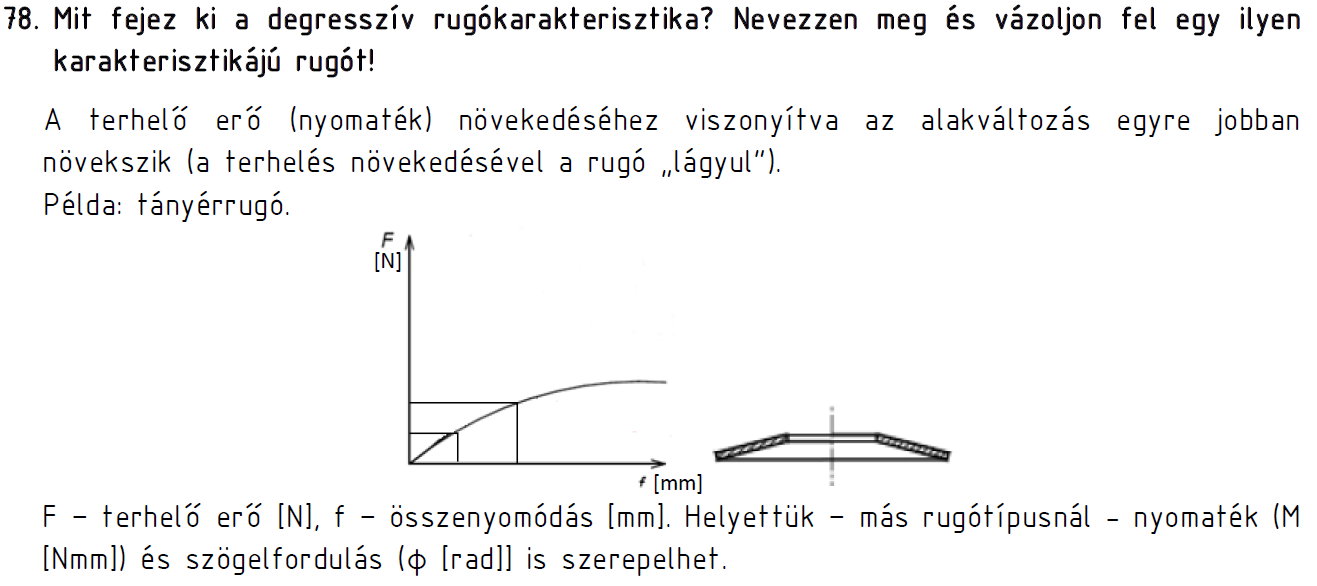 78. Mit fejez ki a degresszív rugókarakterisztika? Nevezzen meg és vázoljon fel egy ilyen
karakterisztikájú rugót!
A terhelő erő (nyomaték) növekedéséhez viszonyítva az alakváltozás egyre jobban
növekszik (a terhelés növekedésével a rugó „lágyul”).
Példa: tányérrugó.
F
[N]
f [mm]
F – terhelő erő [N], f – összenyomódás [mm]. Helyettük – más rugótípusnál - nyomaték (M
[Nmm]) és szögelfordulás (φ [rad]] is szerepelhet.